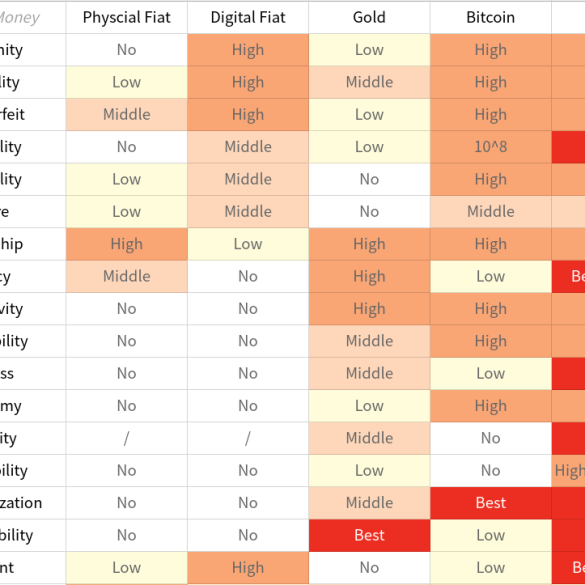 Money Physcial Fiat Digital Fiat Gold Bitcoin
nity No High Low High
lity Low High Middle High
rfeit Middle High Low High
lity No Middle Low 10^8
lity Low Middle No High
re Low Middle No Middle
ship High Low High High
cy Middle No High Low Be
vity No No High High
bility No No Middle High
ss No No Middle Low
my No No Low High
ity / / Middle No
bility No No Low No High
zation No No Middle Best
bility No No Best Low
nt Low High No Low Be